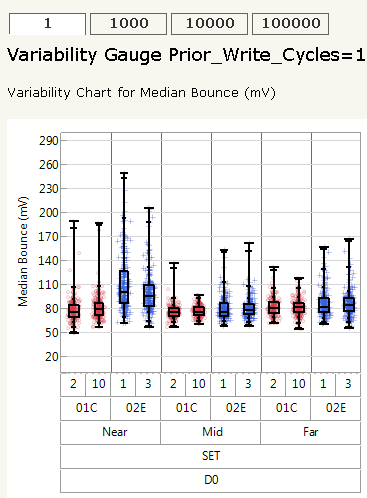 1 1000 10000 100000
Variability Gauge Prior_Write_Cycles=1
Variability Chart for Median Bounce (mV)
290
260
230
200
170
140
110
80
50
20
Median Bounce (mV)
2 10 1 3 2 10 1 3 2 10 1 3
01C 02E 01C 02E 01C 02E
Near Mid Far
SET
D0